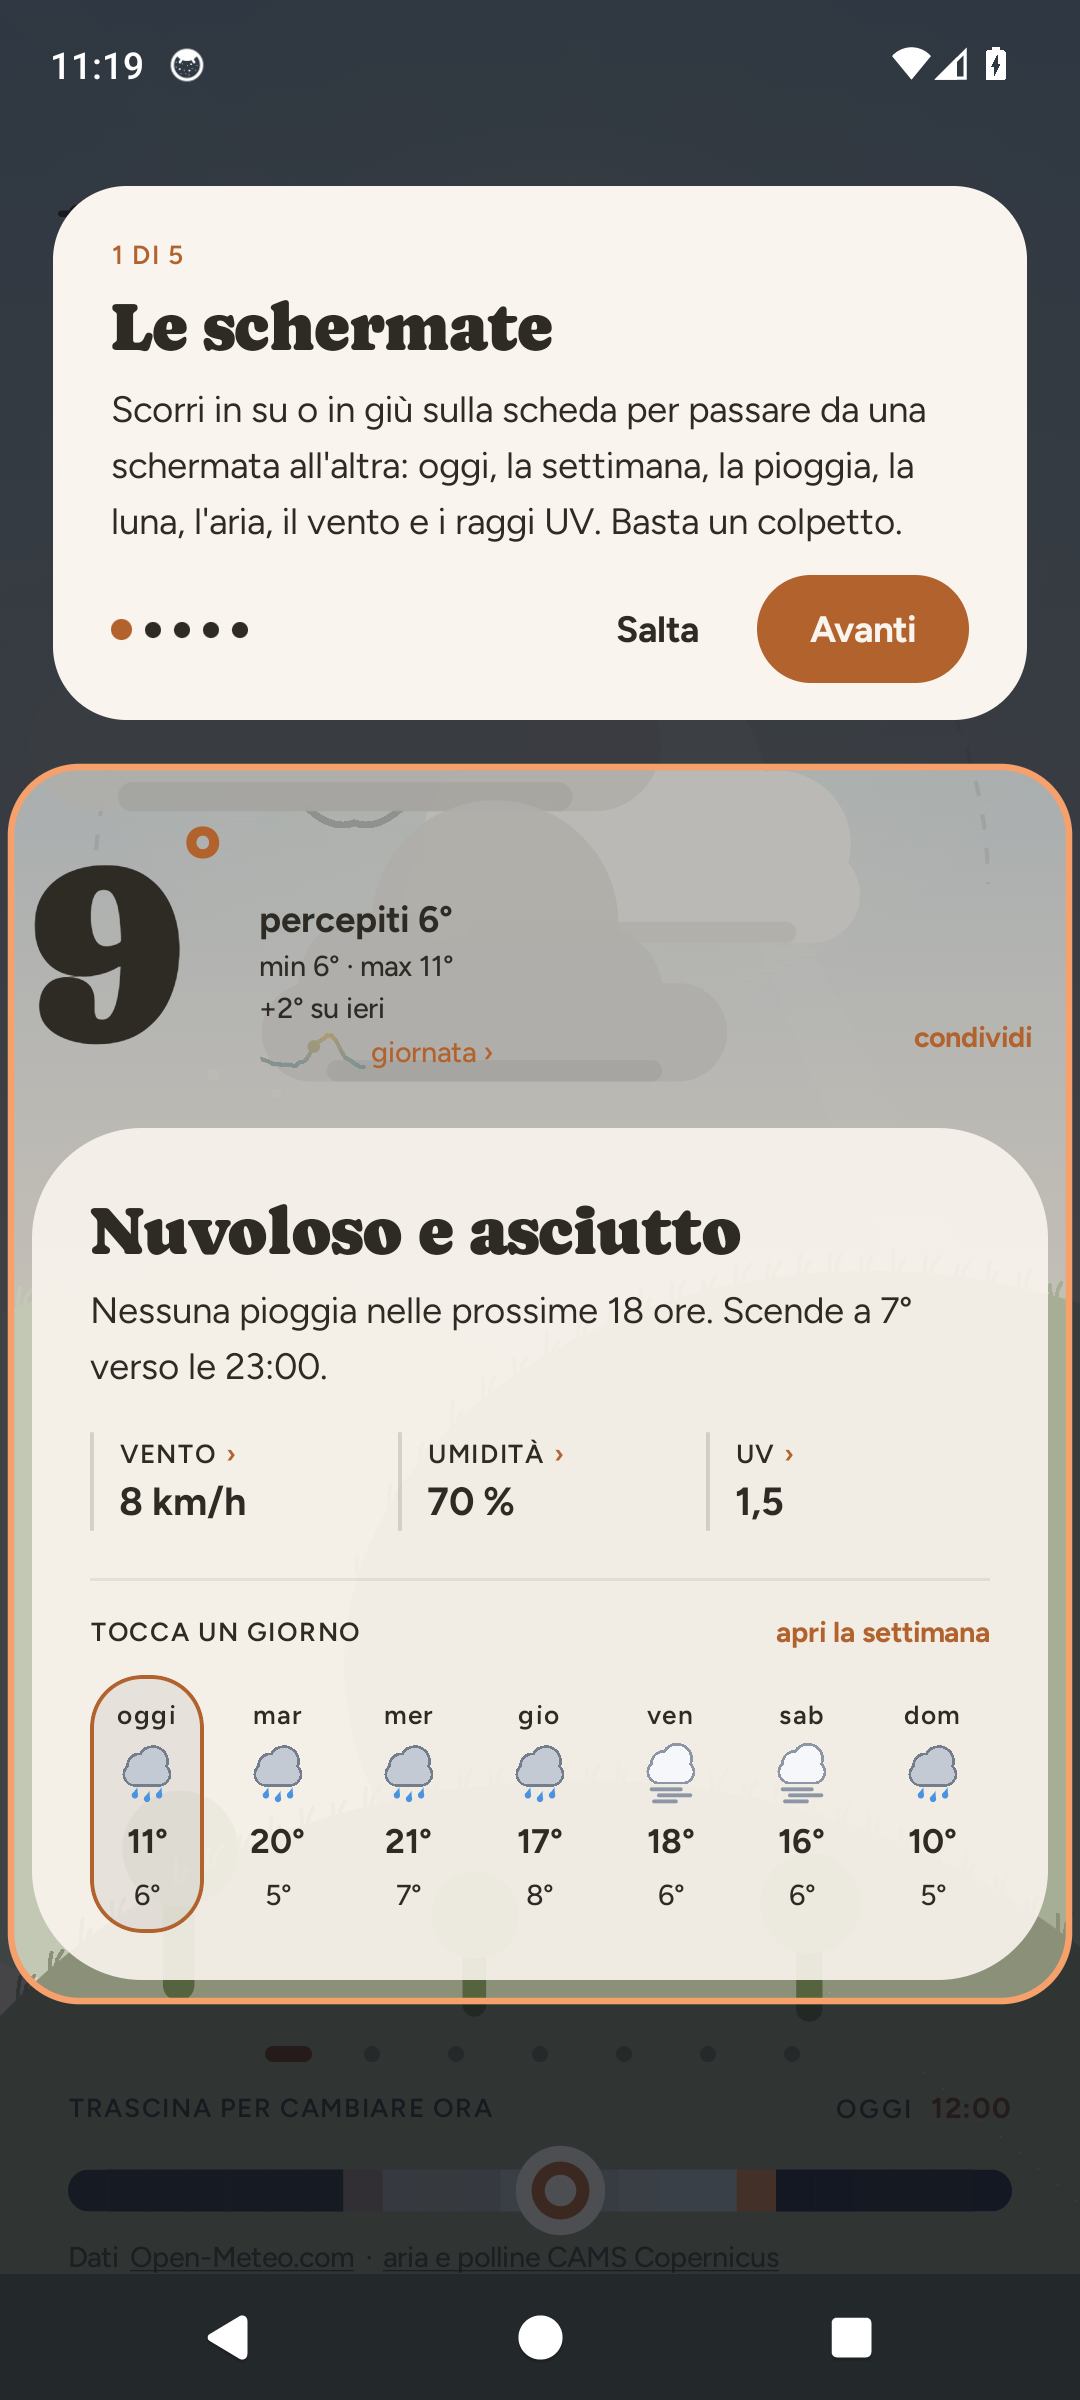 11:19
1 DI 5
Le schermate
Scorri in su o in giù sulla scheda per passare da una
schermata all'altra: oggi, la settimana, la pioggia, la
luna, l'aria, il vento e i raggi UV. Basta un colpetto.
Salta
Avanti
9°
percepiti 6°
min 6° · max 11°
+2° su ieri
giornata ›
condividi
Nuvoloso e asciutto
Nessuna pioggia nelle prossime 18 ore. Scende a 7°
verso le 23:00.
VENTO › UMIDITÀ › UV ›
8 km/h 70 % 1,5
TOCCA UN GIORNO apri la settimana
oggi mar mer gio ven sab dom
11° 20° 21° 17° 18° 16° 10°
6° 5° 7° 8° 6° 6° 5°
TRASCINA PER CAMBIARE ORA OGGI 12:00
Dati Open-Meteo.com · aria e polline CAMS Copernicus